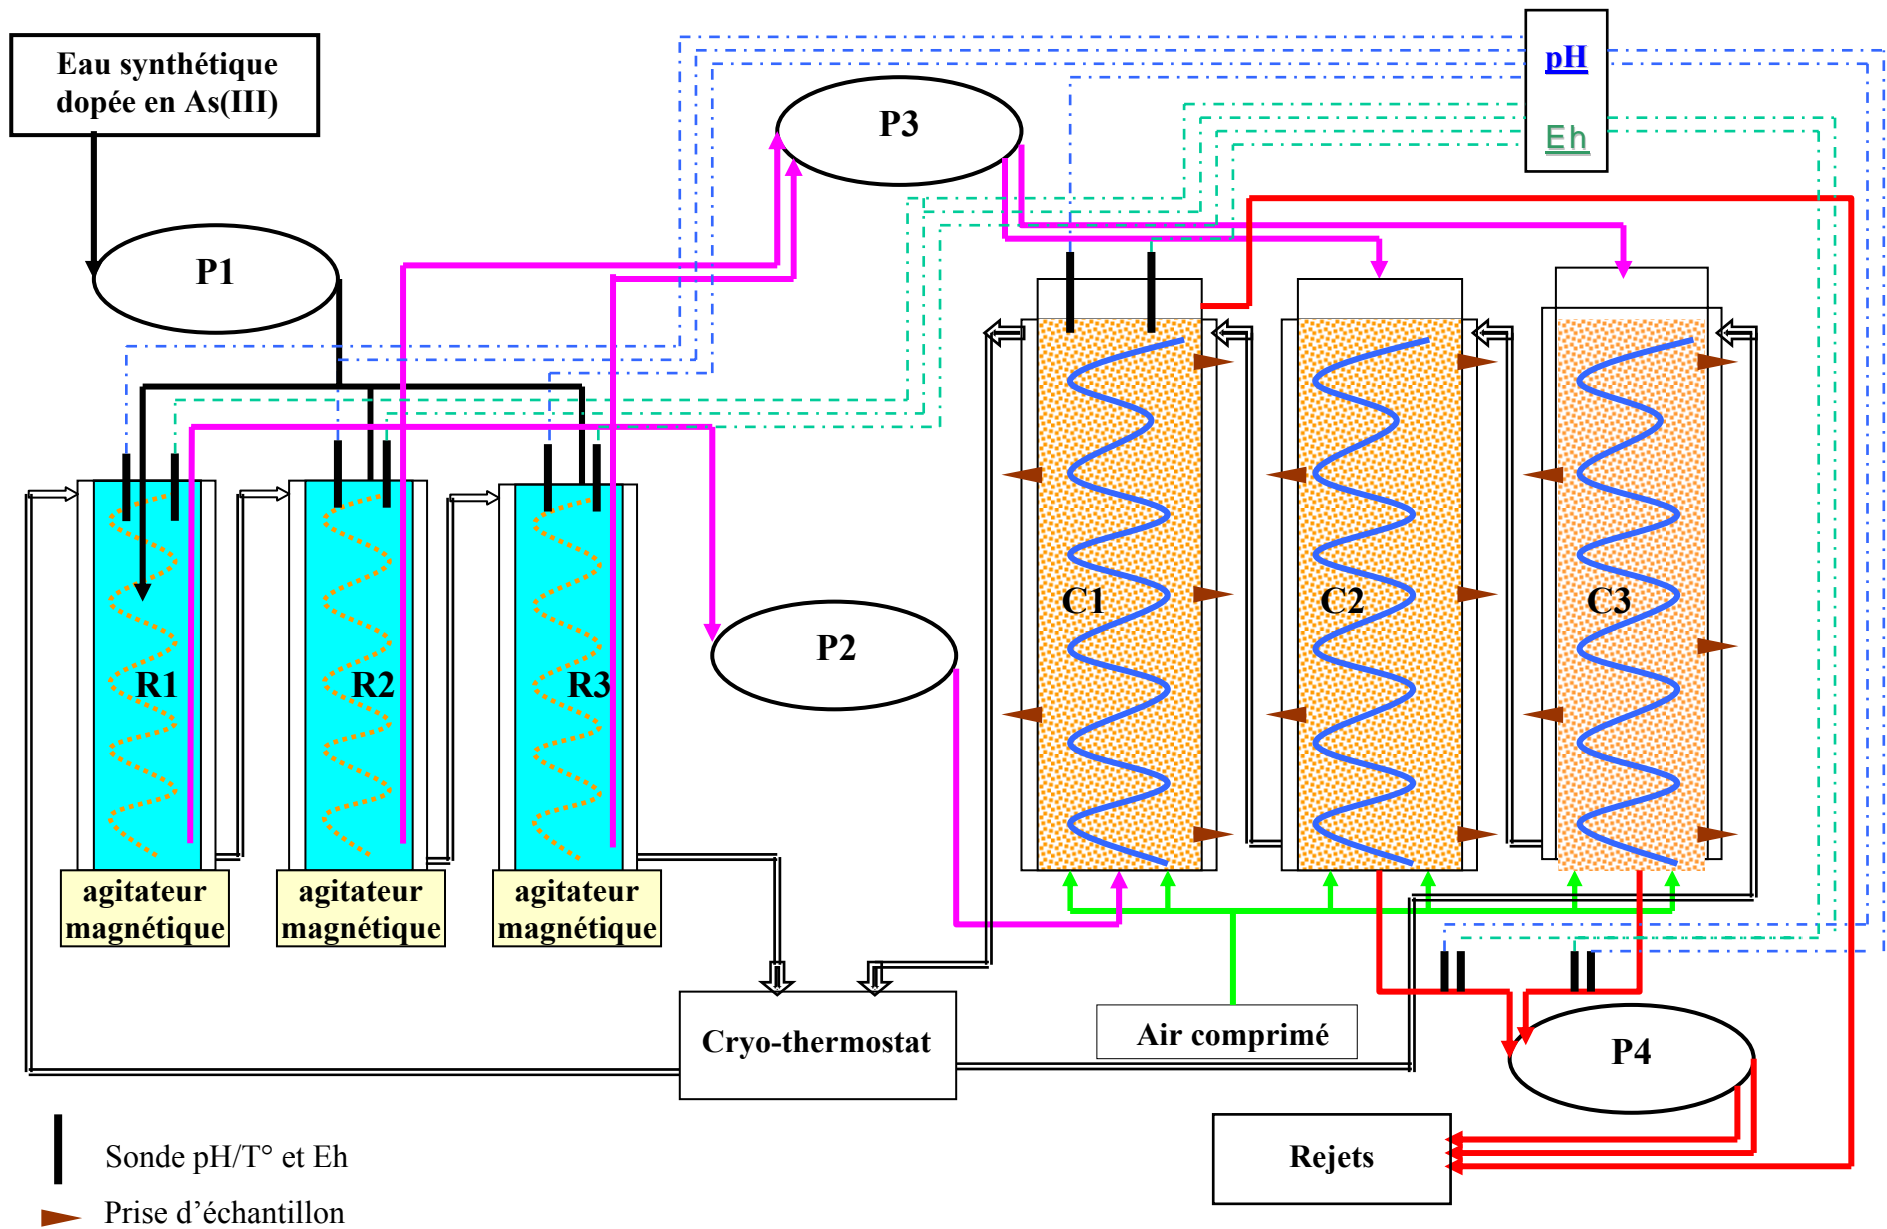 Eau synthétique
dopée en As(III)
pH
Eh
P3
P1
P2
R1
R2
R3
C1
C2
C3
agitateur
magnétique
agitateur
magnétique
agitateur
magnétique
Cryo-thermostat
Air comprimé
P4
Rejets
Sonde pH/T° et Eh
Prise d’échantillon